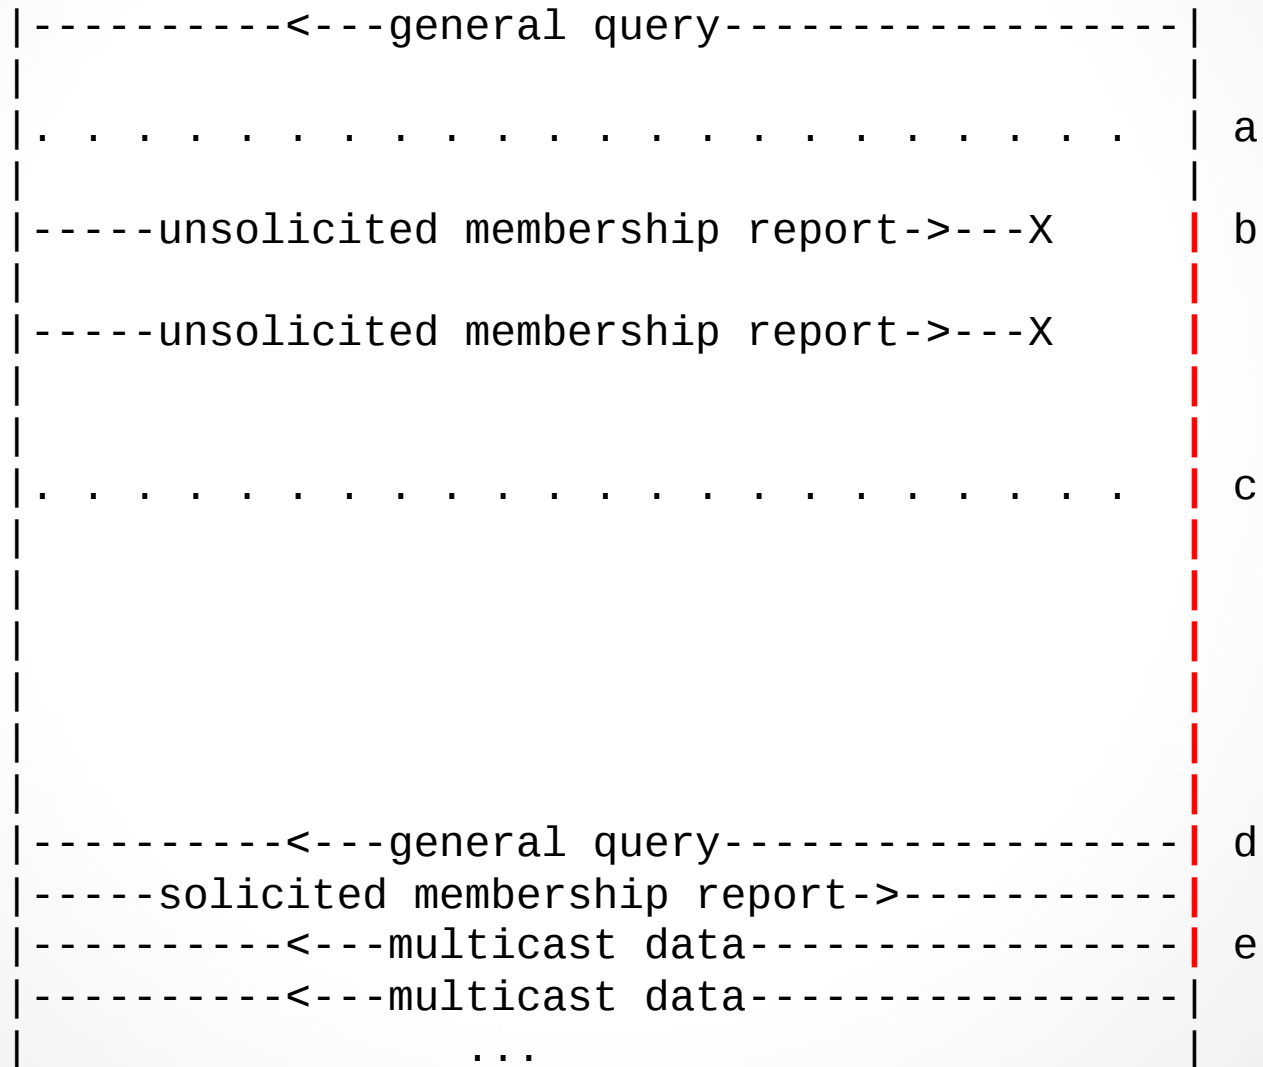 |----------<---general query------------------|
| |
|. . . . . . . . . . . . . . . . . . . . . . | a
| |
|-----unsolicited membership report->---X | b
| |
|-----unsolicited membership report->---X |
| |
| |
|. . . . . . . . . . . . . . . . . . . . . . | c
| |
| |
| |
| |
| |
| |
|----------<---general query------------------| d
|-----solicited membership report->-----------|
|----------<---multicast data-----------------| e
|----------<---multicast data-----------------|
| ... |